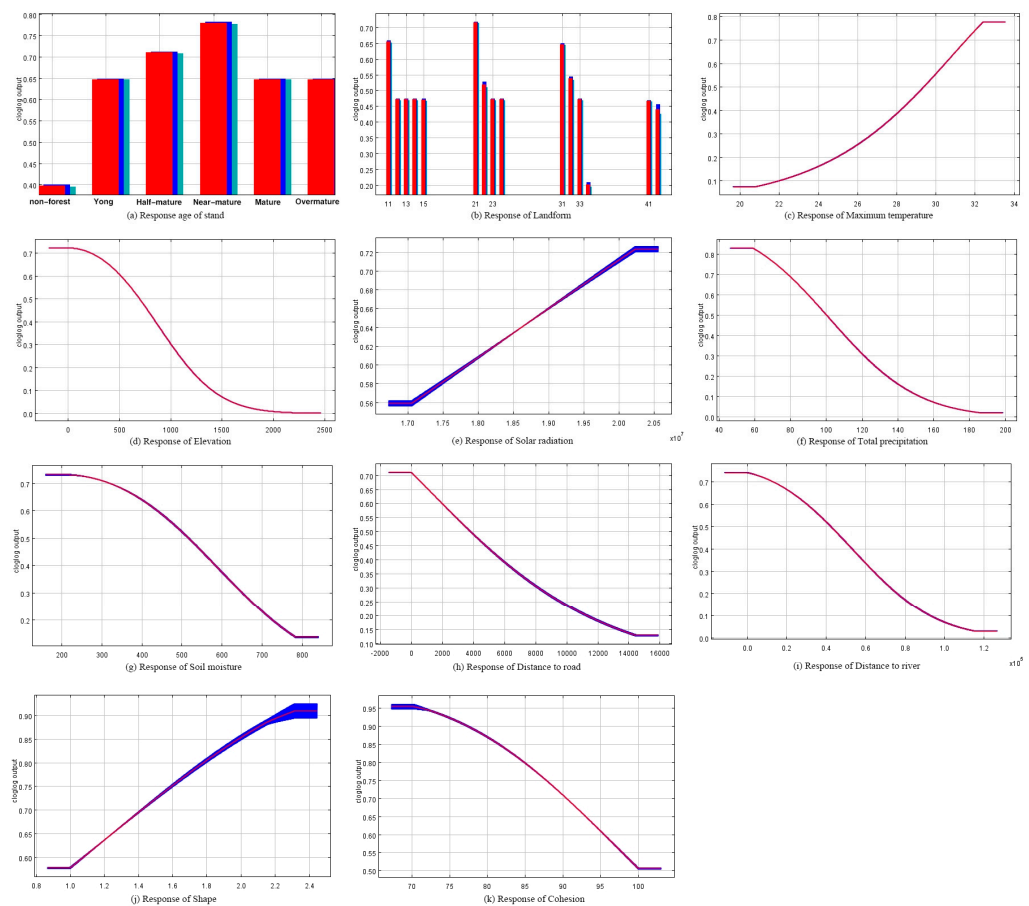 cloglog output
0.80
0.75
0.70
0.65
0.60
0.55
0.50
0.45
0.40
non-forest Yong Half-mature Near-mature Mature Overmature
(a) Response age of stand
cloglog output
0.70
0.65
0.60
0.55
0.50
0.45
0.40
0.35
0.30
0.25
0.20
11 13 15 21 23 31 33 41
(b) Response of Landform
cloglog output
0.8
0.7
0.6
0.5
0.4
0.3
0.2
0.1
20 22 24 26 28 30 32 34
(c) Response of Maximum temperature
cloglog output
0.7
0.6
0.5
0.4
0.3
0.2
0.1
0.0
0 500 1000 1500 2000 2500
(d) Response of Elevation
cloglog output
0.72
0.70
0.68
0.66
0.64
0.62
0.60
0.58
0.56
1.70 1.75 1.80 1.85 1.90 1.95 2.00 2.05
x10⁷
(e) Response of Solar radiation
cloglog output
0.8
0.7
0.6
0.5
0.4
0.3
0.2
0.1
0.0
40 60 80 100 120 140 160 180 200
(f) Response of Total precipitation
cloglog output
0.7
0.6
0.5
0.4
0.3
0.2
200 300 400 500 600 700 800
(g) Response of Soil moisture
cloglog output
0.70
0.65
0.60
0.55
0.50
0.45
0.40
0.35
0.30
0.25
0.20
0.15
0.10
-2000 0 2000 4000 6000 8000 10000 12000 14000 16000
(h) Response of Distance to road
cloglog output
0.7
0.6
0.5
0.4
0.3
0.2
0.1
0.0
0.0 0.2 0.4 0.6 0.8 1.0 1.2
x10⁵
(i) Response of Distance to river
cloglog output
0.90
0.85
0.80
0.75
0.70
0.65
0.60
0.8 1.0 1.2 1.4 1.6 1.8 2.0 2.2 2.4
(j) Response of Shape
cloglog output
0.95
0.90
0.85
0.80
0.75
0.70
0.65
0.60
0.55
0.50
70 75 80 85 90 95 100
(k) Response of Cohesion